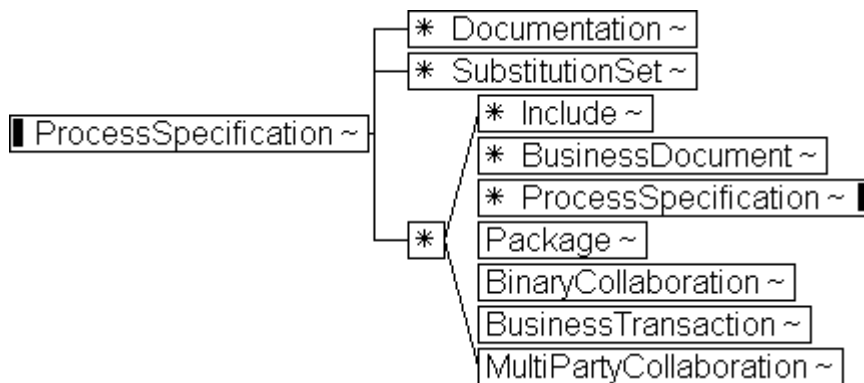 * Documentation ~
* SubstitutionSet ~
* Include ~
ProcessSpecification ~
* BusinessDocument ~
* ProcessSpecification ~
*
Package ~
BinaryCollaboration ~
BusinessTransaction ~
MultiPartyCollaboration ~